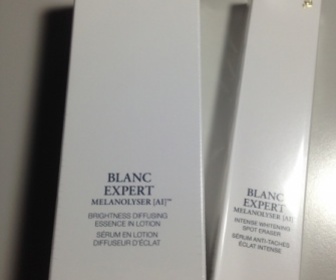 BLANC
EXPERT
MELANOLYSER [AI]™
BRIGHTNESS DIFFUSING
ESSENCE IN LOTION
SÉRUM EN LOTION
DIFFUSEUR D'ÉCLAT
BLANC
EXPERT
MELANOLYSER [AI]™
INTENSE WHITENING
SPOT ERASER
SÉRUM ANTI-TACHES
ÉCLAT INTENSE